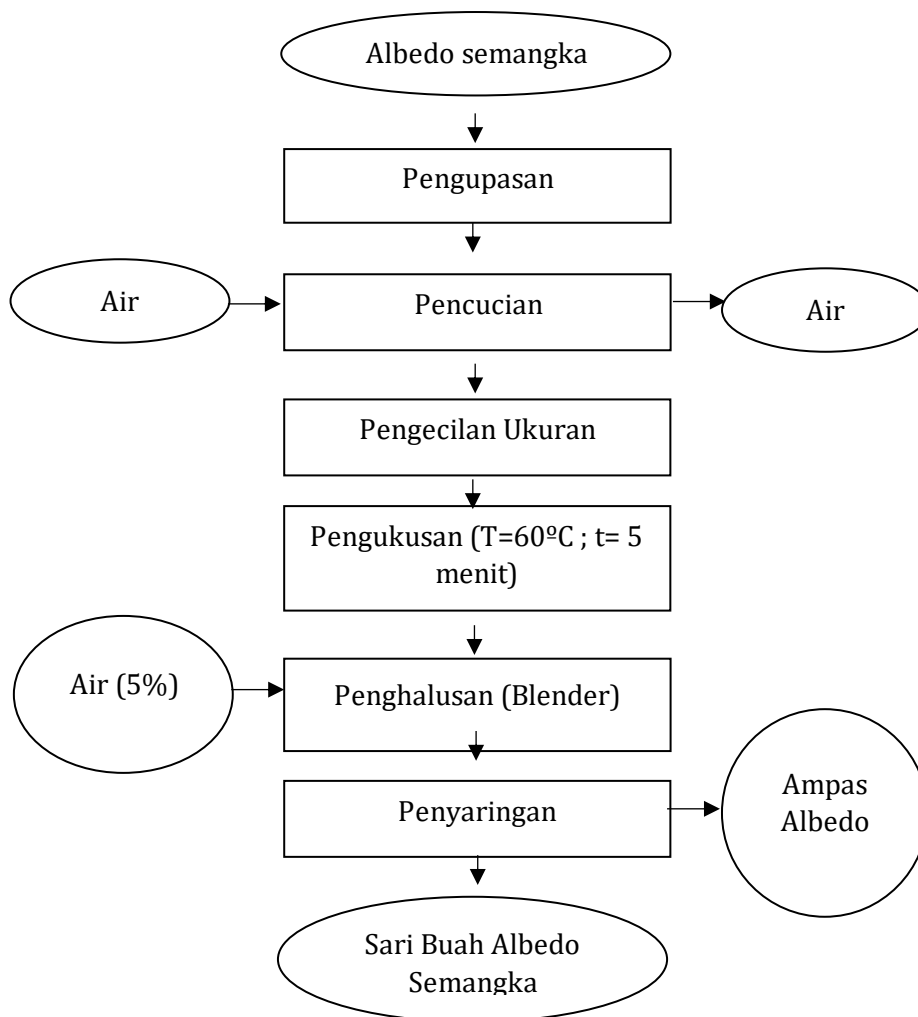 Albedo semangka
Pengupasan
Air
Pencucian
Air
Pengecilan Ukuran
Pengukusan (T=60ºC ; t= 5
menit)
Air (5%)
Penghalusan (Blender)
Penyaringan
Ampas
Albedo
Sari Buah Albedo
Semangka